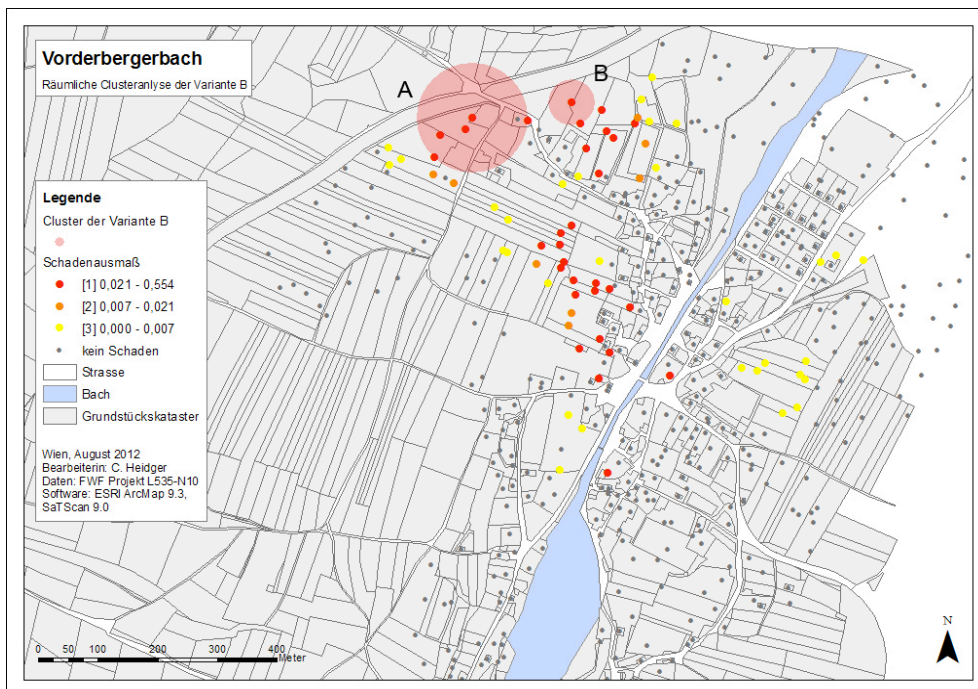 Vorderbergerbach
Räumliche Clusteranalyse der Variante B
A
B
Legende
Cluster der Variante B
Schadenausmaß
[1] 0,021 - 0,554
[2] 0,007 - 0,021
[3] 0,000 - 0,007
kein Schaden
Strasse
Bach
Grundstückskataster
Wien, August 2012
Bearbeiterin: C. Heidger
Daten: FWF Projekt L535-N10
Software: ESRI ArcMap 9.3,
SaTScan 9.0
N
0 50 100 200 300 400
Meter